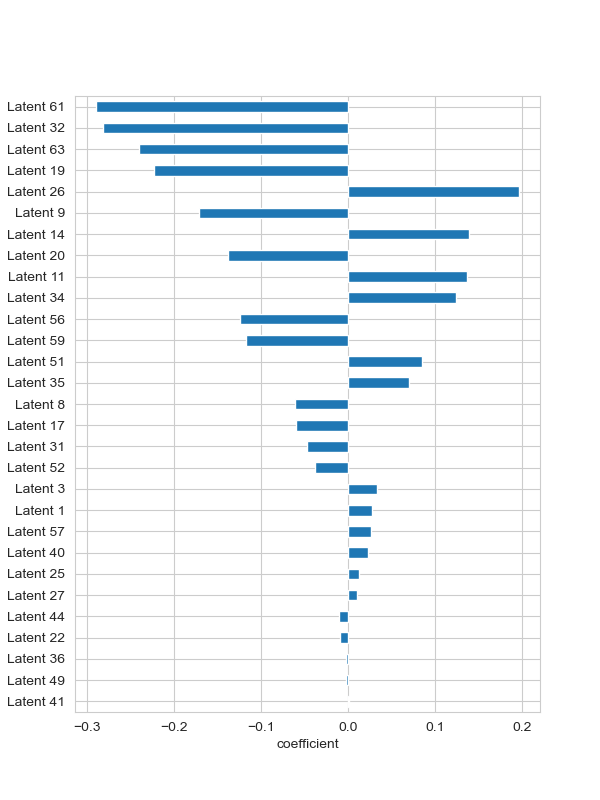 Latent 61
Latent 32
Latent 63
Latent 19
Latent 26
Latent 9
Latent 14
Latent 20
Latent 11
Latent 34
Latent 56
Latent 59
Latent 51
Latent 35
Latent 8
Latent 17
Latent 31
Latent 52
Latent 3
Latent 1
Latent 57
Latent 40
Latent 25
Latent 27
Latent 44
Latent 22
Latent 36
Latent 49
Latent 41
−0.3 −0.2 −0.1 0.0 0.1 0.2
coefficient